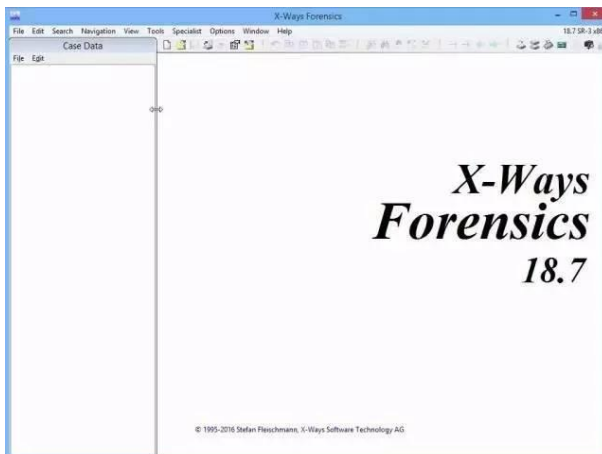 X-Ways Forensics
File Edit Search Navigation View Tools Specialist Options Window Help
18.7 SR-3 x86
Case Data
File Edit
X-Ways
Forensics
18.7
© 1995-2016 Stefan Fleischmann, X-Ways Software Technology AG